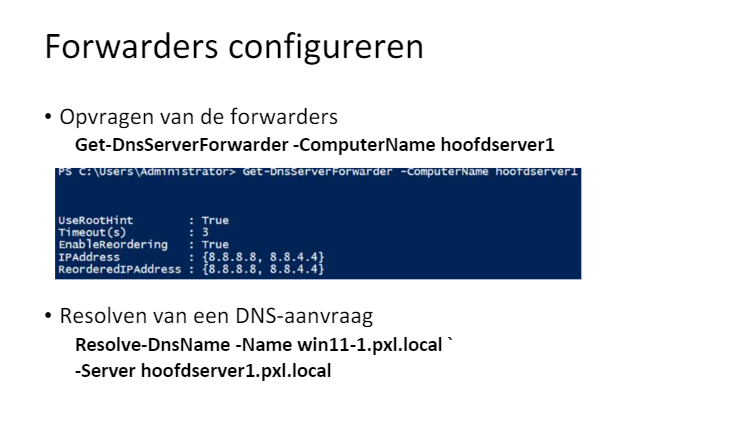 Forwarders configureren
• Opvragen van de forwarders
Get-DnsServerForwarder -ComputerName hoofdserver1
PS C:\Users\Administrator> Get-DnsServerForwarder -ComputerName hoofdserver1
UseRootHint : True
Timeout(s) : 3
EnableReordering : True
IPAddress : {8.8.8.8, 8.8.4.4}
ReorderedIPAddress : {8.8.8.8, 8.8.4.4}
• Resolven van een DNS-aanvraag
Resolve-DnsName -Name win11-1.pxl.local `
-Server hoofdserver1.pxl.local